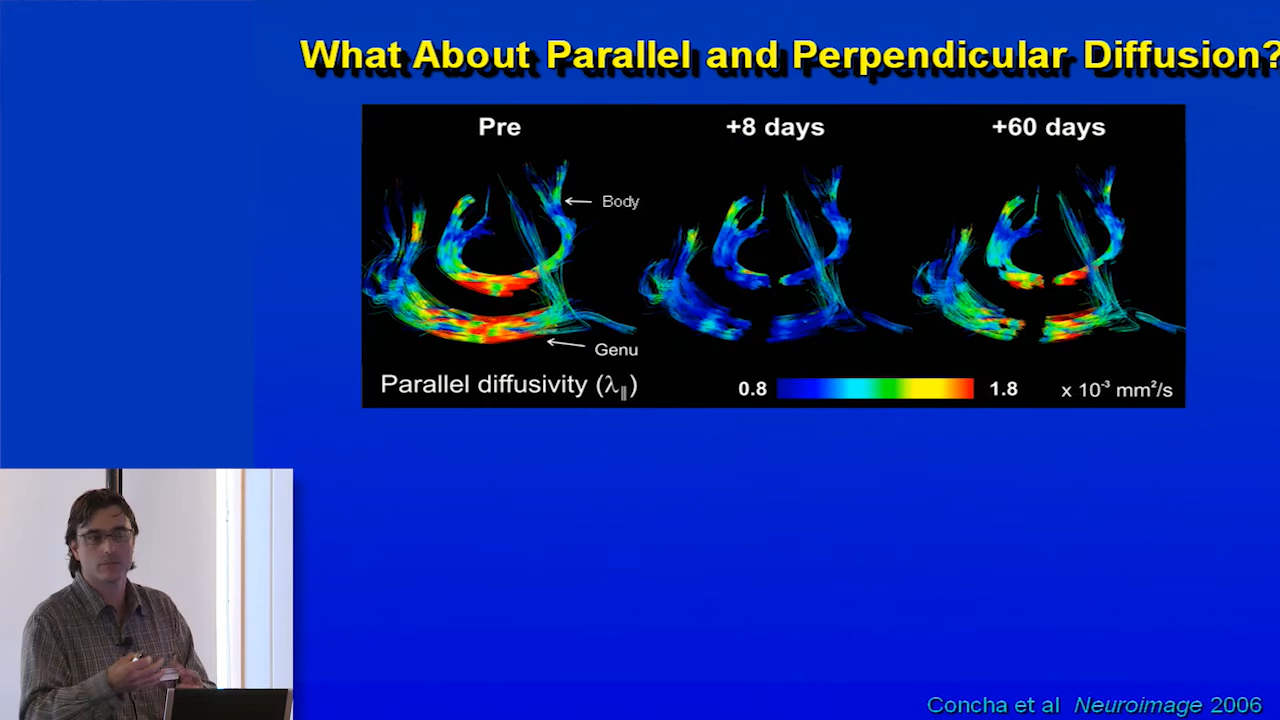 What About Parallel and Perpendicular Diffusion?
Pre
+8 days
+60 days
Body
Genu
Parallel diffusivity (λ∥)
0.8
1.8
x 10⁻³ mm²/s
Concha et al Neuroimage 2006